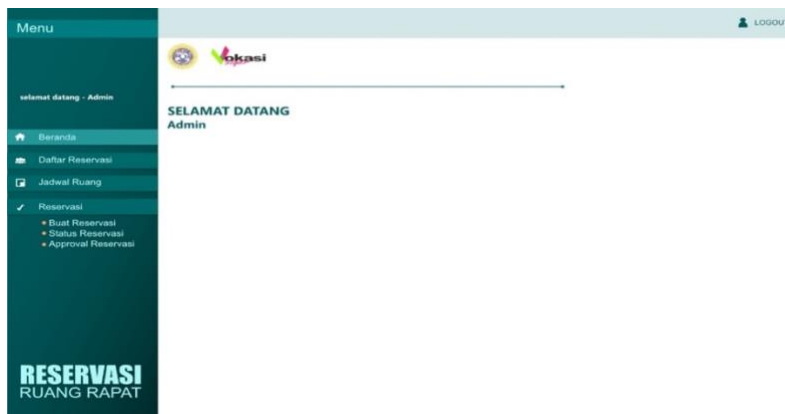 Menu
LOGOUT
Vokasi
selamat datang - Admin
SELAMAT DATANG
Admin
Beranda
Daftar Reservasi
Jadwal Ruang
Reservasi
Buat Reservasi
Status Reservasi
Approval Reservasi
RESERVASI
RUANG RAPAT